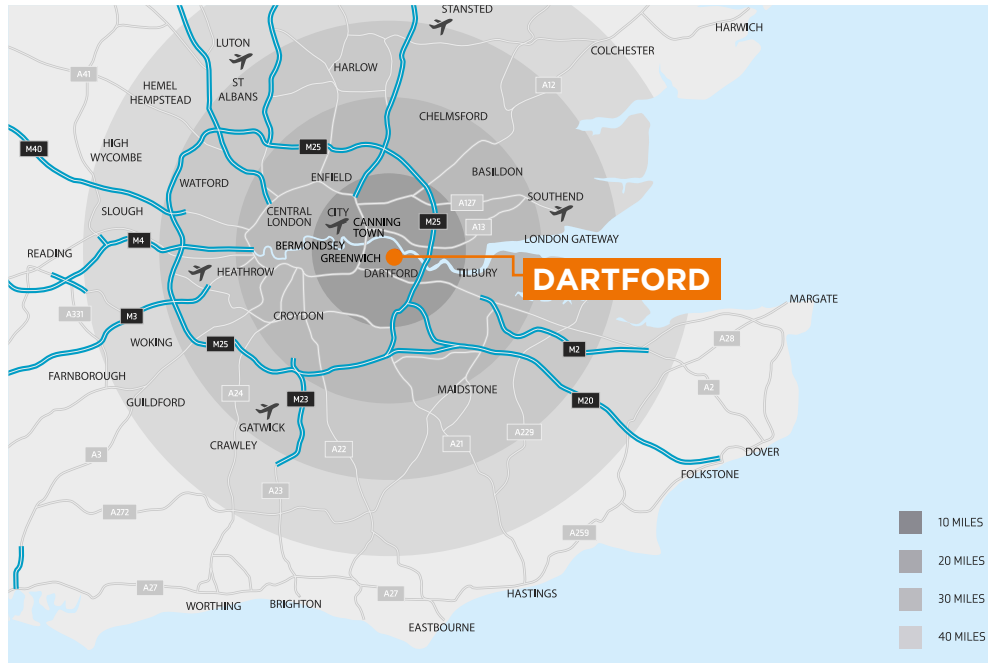 STANSTED
HARWICH
LUTON
COLCHESTER
HARLOW
A41
ST
ALBANS
A12
HEMEL
HEMPSTEAD
CHELMSFORD
HIGH
WYCOMBE
M40
M25
BASILDON
ENFIELD
WATFORD
SOUTHEND
A127
SLOUGH
CENTRAL
LONDON
CITY
CANNING
TOWN
M25
A13
M4
BERMONDSEY
LONDON GATEWAY
READING
GREENWICH
HEATHROW
DARTFORD
TILBURY
DARTFORD
MARGATE
A331
M3
CROYDON
WOKING
M25
M2
A28
FARNBOROUGH
A24
MAIDSTONE
A2
GUILDFORD
M23
M20
GATWICK
A229
CRAWLEY
A22
A21
A3
DOVER
FOLKSTONE
A23
A272
A259
10 MILES
20 MILES
A27
A27
HASTINGS
30 MILES
WORTHING
BRIGHTON
EASTBOURNE
40 MILES